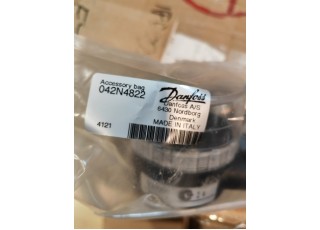 Accessory bag
042N4822
Danfoss
Danfoss A/S
6430 Nordborg
Denmark
4121
MADE IN ITALY